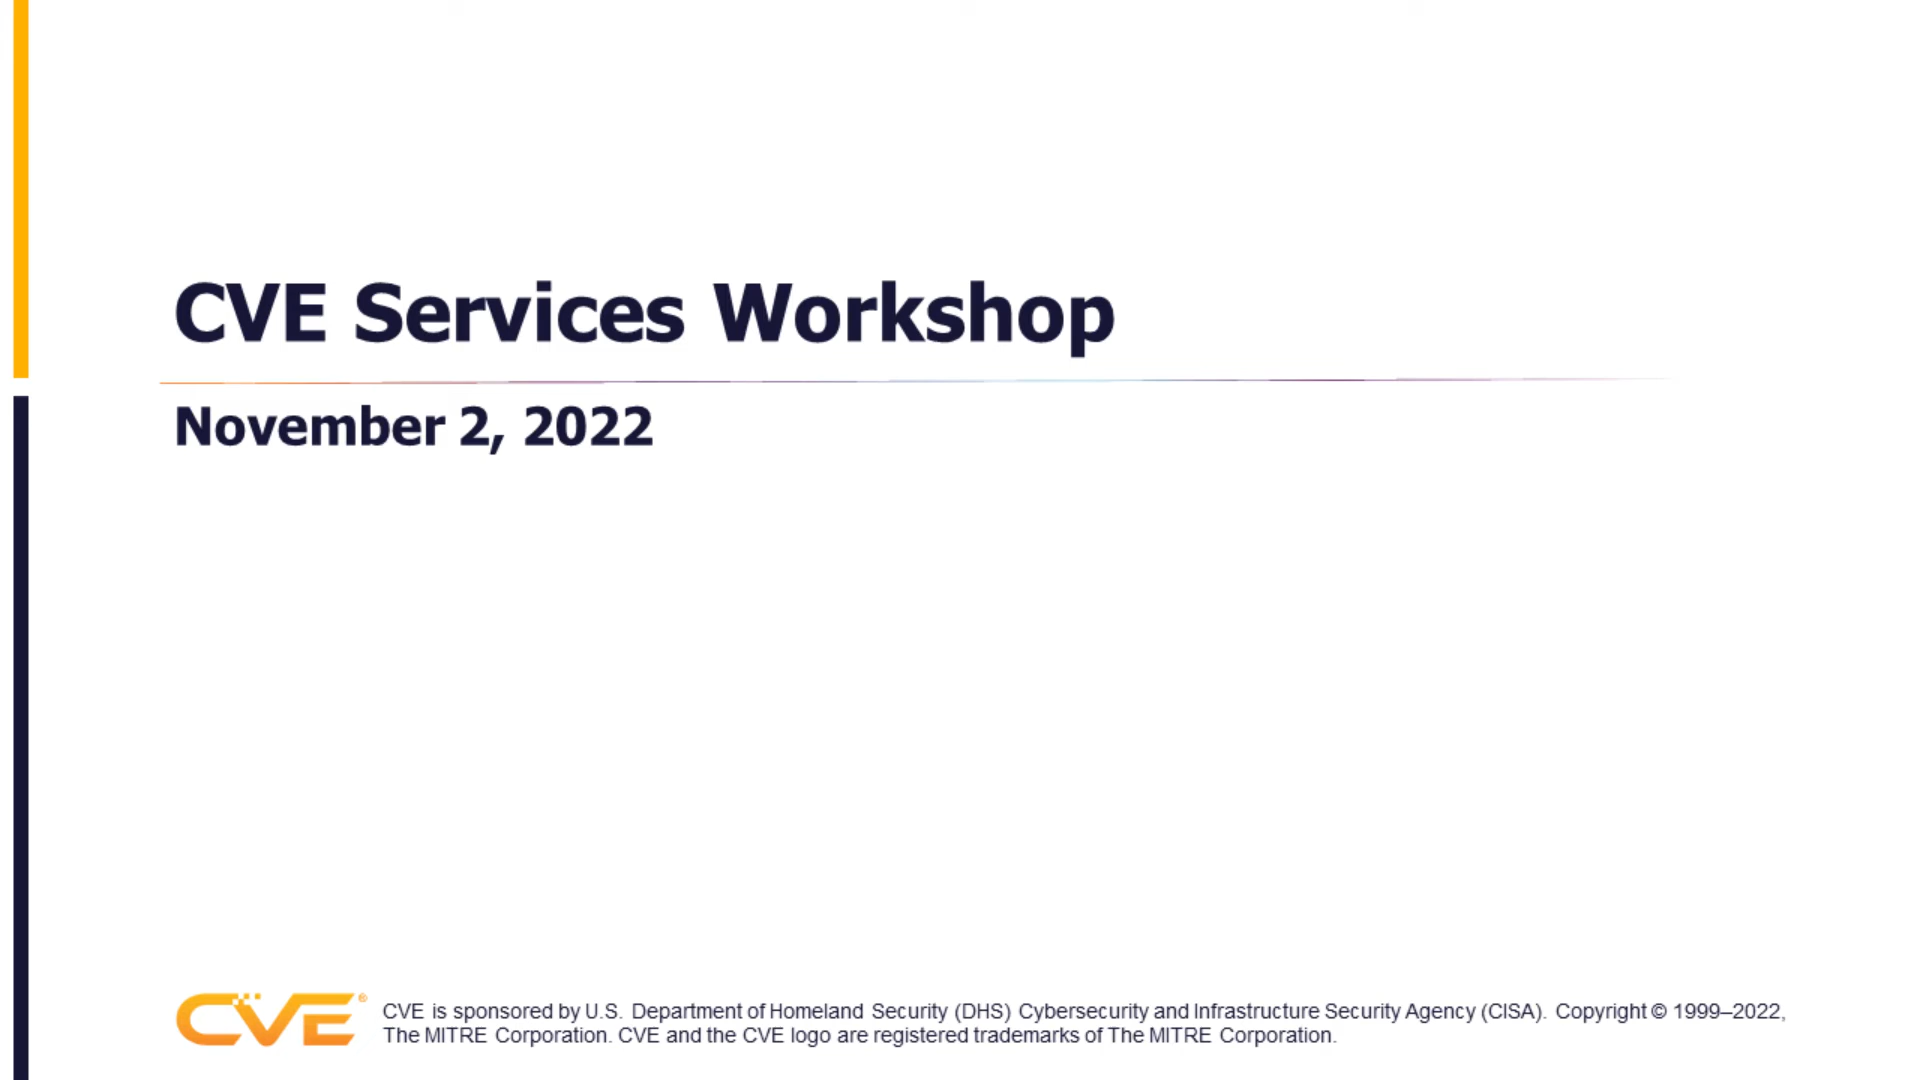 CVE Services Workshop
November 2, 2022
CVE® CVE is sponsored by U.S. Department of Homeland Security (DHS) Cybersecurity and Infrastructure Security Agency (CISA). Copyright © 1999–2022,
The MITRE Corporation. CVE and the CVE logo are registered trademarks of The MITRE Corporation.